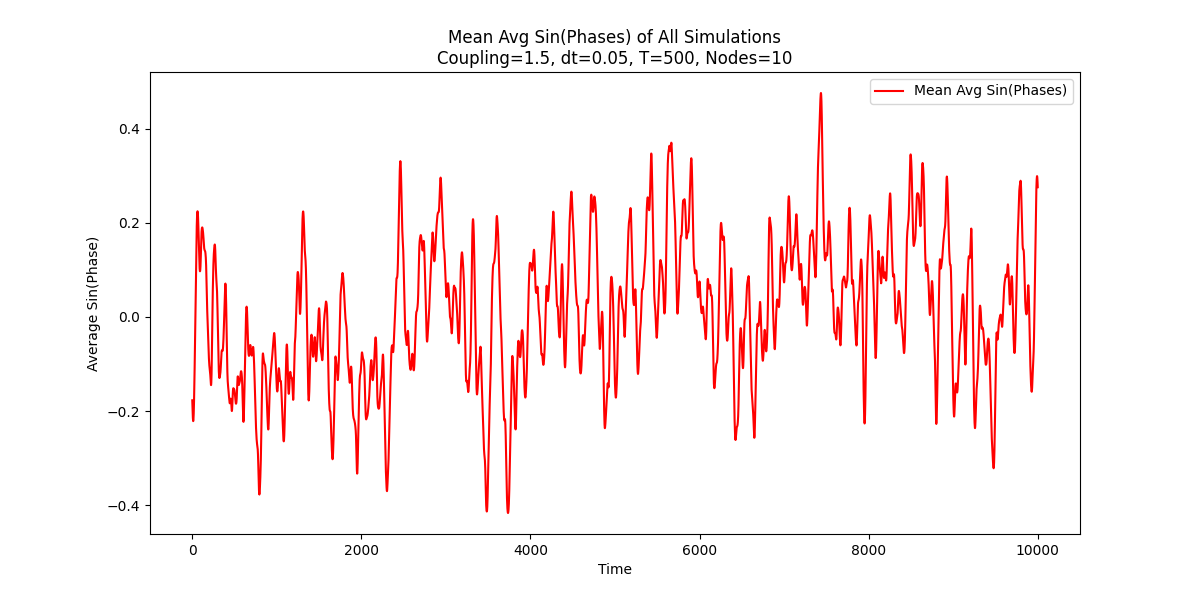 Mean Avg Sin(Phases) of All Simulations
Coupling=1.5, dt=0.05, T=500, Nodes=10
Mean Avg Sin(Phases)
Average Sin(Phase)
0.4
0.2
0.0
−0.2
−0.4
0 2000 4000 6000 8000 10000
Time